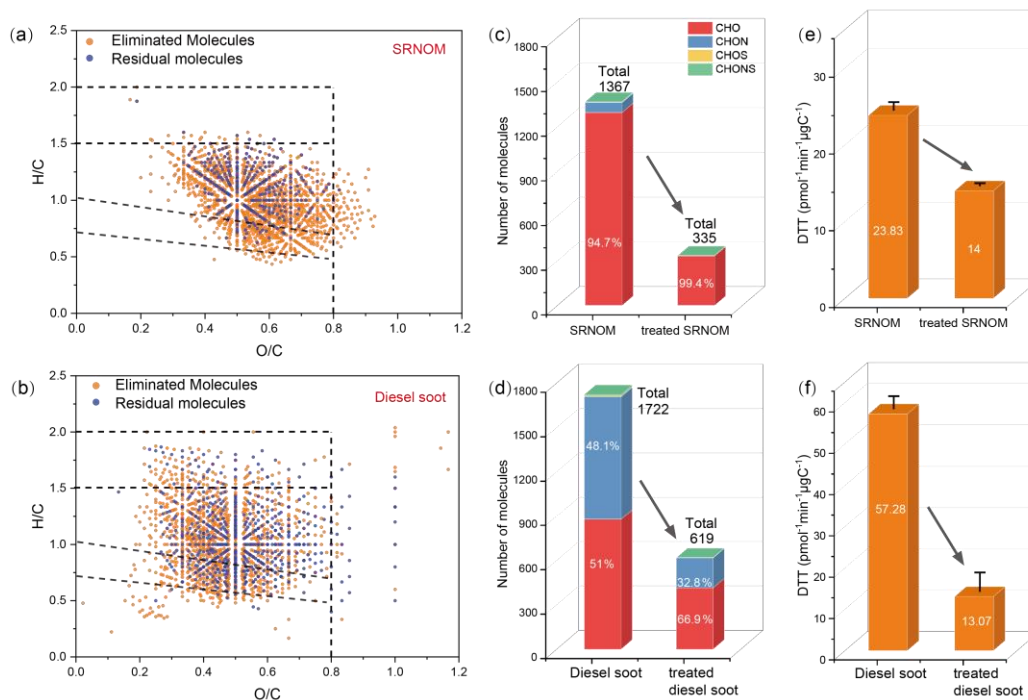 (a)
2.5
2.0
1.5
1.0
0.5
0.0
H/C
Eliminated Molecules
Residual molecules
SRNOM
0.0 0.2 0.4 0.6 0.8 1.0 1.2
O/C
(c)
1800
1500
1200
900
600
300
0
Number of molecules
CHO
CHON
CHOS
CHONS
Total
1367
94.7%
Total
335
99.4%
SRNOM treated SRNOM
(e)
30
20
10
0
DTT (pmol⁻¹min⁻¹µgC⁻¹)
23.83
14
SRNOM treated SRNOM
(b)
2.5
2.0
1.5
1.0
0.5
0.0
H/C
Eliminated Molecules
Residual molecules
Diesel soot
0.0 0.2 0.4 0.6 0.8 1.0 1.2
O/C
(d)
1800
1500
1200
900
600
300
0
Number of molecules
Total
1722
48.1%
51%
Total
619
32.8%
66.9%
Diesel soot treated
diesel soot
(f)
60
50
40
30
20
10
0
DTT (pmol⁻¹min⁻¹µgC⁻¹)
57.28
13.07
Diesel soot treated
diesel soot